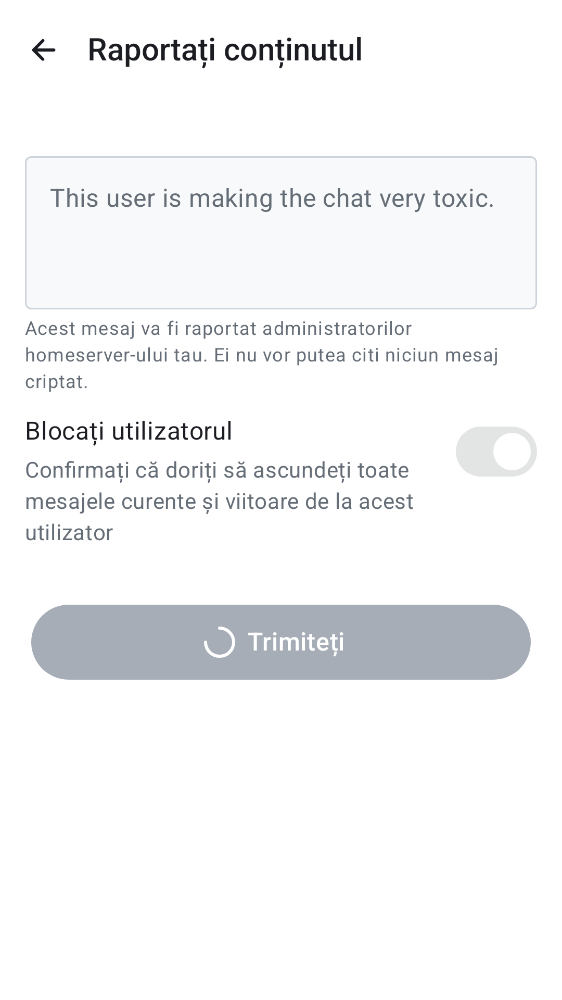 Raportați conținutul
This user is making the chat very toxic.
Acest mesaj va fi raportat administratorilor
homeserver-ului tau. Ei nu vor putea citi niciun mesaj
criptat.
Blocați utilizatorul
Confirmați că doriți să ascundeți toate
mesajele curente și viitoare de la acest
utilizator
Trimiteți